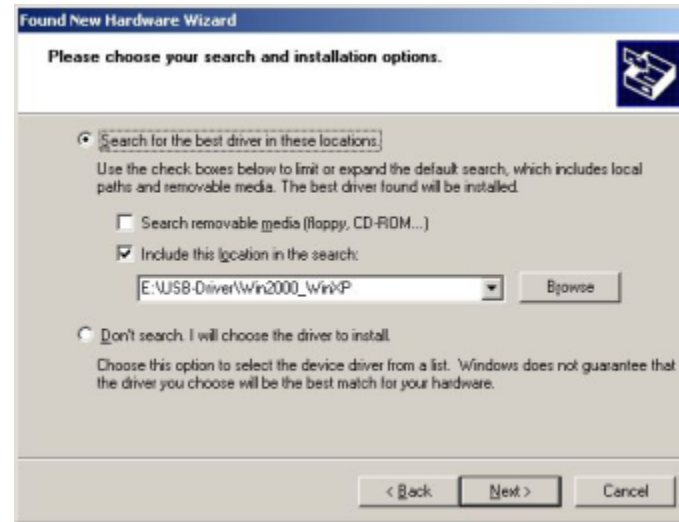 Found New Hardware Wizard
Please choose your search and installation options.
Search for the best driver in these locations.
Use the check boxes below to limit or expand the default search, which includes local
paths and removable media. The best driver found will be installed.
Search removable media (floppy, CD-ROM...)
Include this location in the search:
E:\USB-Driver\Win2000_WinXP
Browse
Don't search. I will choose the driver to install.
Choose this option to select the device driver from a list. Windows does not guarantee that
the driver you choose will be the best match for your hardware.
< Back
Next >
Cancel